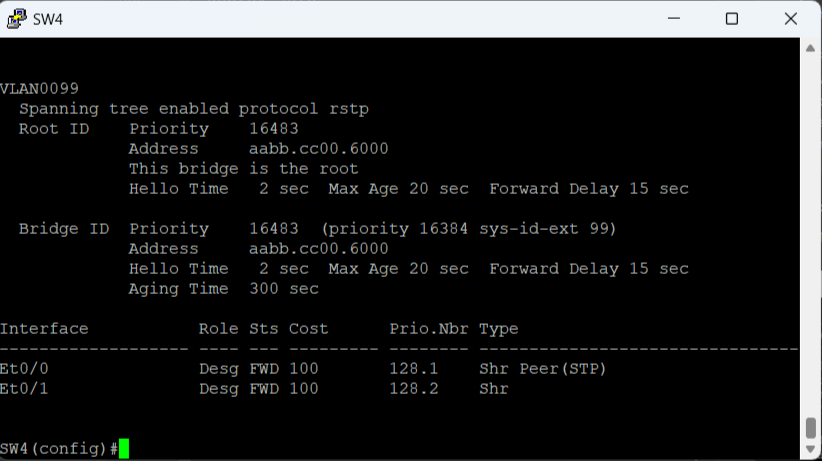 SW4
VLAN0099
  Spanning tree enabled protocol rstp
  Root ID    Priority    16483
             Address     aabb.cc00.6000
             This bridge is the root
             Hello Time   2 sec  Max Age 20 sec  Forward Delay 15 sec
  Bridge ID  Priority    16483  (priority 16384 sys-id-ext 99)
             Address     aabb.cc00.6000
             Hello Time   2 sec  Max Age 20 sec  Forward Delay 15 sec
             Aging Time  300 sec
Interface           Role Sts Cost      Prio.Nbr Type
------------------- ---- --- --------- -------- --------------------------------
Et0/0               Desg FWD 100       128.1    Shr Peer(STP)
Et0/1               Desg FWD 100       128.2    Shr
SW4(config)#